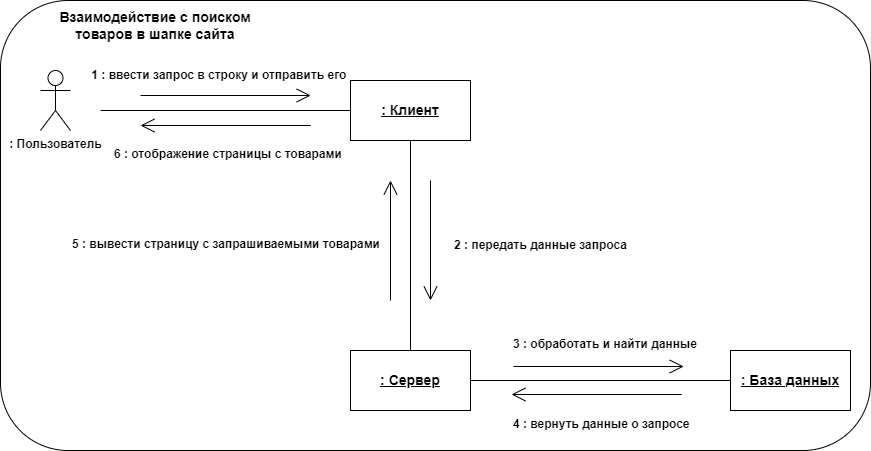 Взаимодействие с поиском
товаров в шапке сайта
1 : ввести запрос в строку и отправить его
: Клиент
: Пользователь
6 : отображение страницы с товарами
5 : вывести страницу с запрашиваемыми товарами
2 : передать данные запроса
3 : обработать и найти данные
: Сервер
: База данных
4 : вернуть данные о запросе